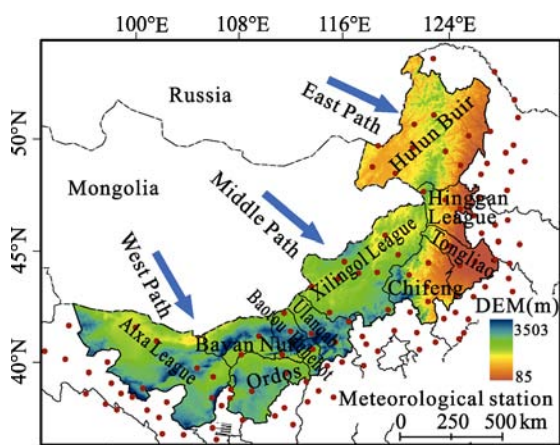 100°E 108°E 116°E 124°E
50°N
45°N
40°N
Russia
East Path
Hulun Buir
Mongolia
Middle Path
Hinggan
League
Xilingol League
Tongliao
West Path
Chifeng
Aixa League
Bayan Nur
Baotou
Ulanqab
Ordos
DEM(m)
3503
85
Meteorological station
0 250 500 km